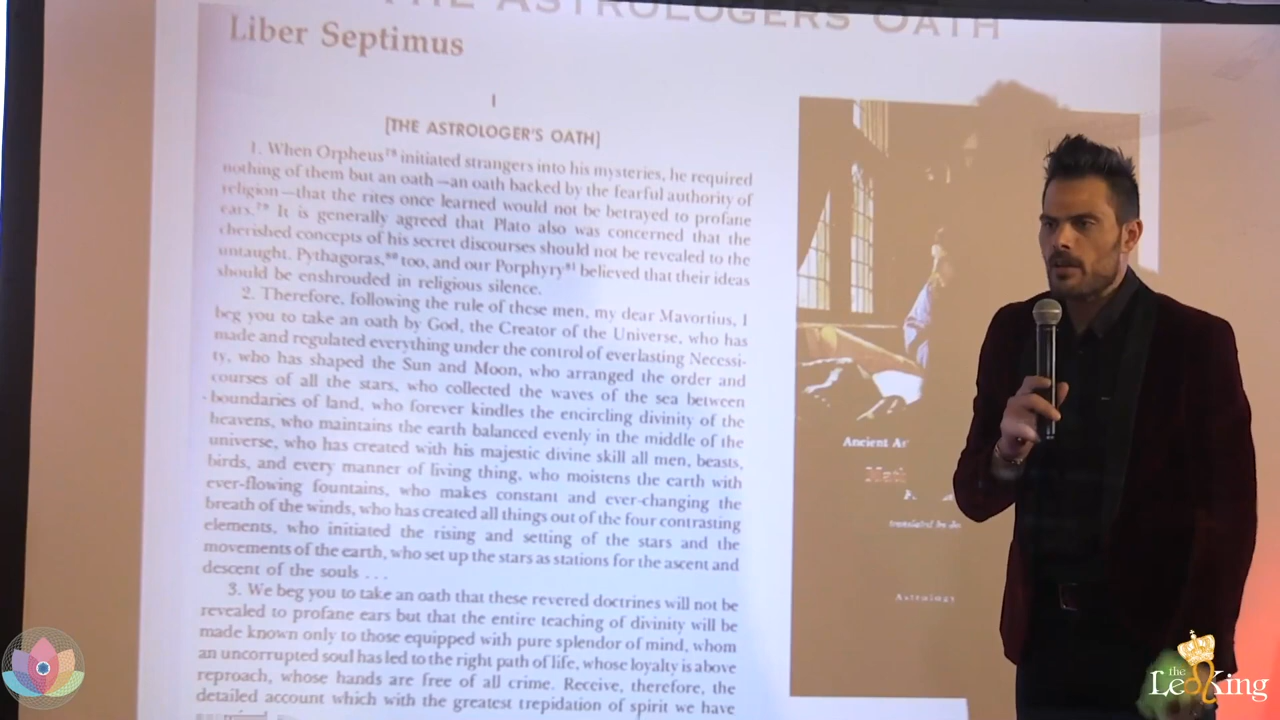 THE ASTROLOGERS OATH
Liber Septimus
I
[THE ASTROLOGER'S OATH]
1. When Orpheus⁷⁸ initiated strangers into his mysteries, he required
nothing of them but an oath—an oath backed by the fearful authority of
religion—that the rites once learned would not be betrayed to profane
ears.⁷⁹ It is generally agreed that Plato also was concerned that the
cherished concepts of his secret discourses should not be revealed to the
untaught. Pythagoras,⁸⁰ too, and our Porphyry⁸¹ believed that their ideas
should be enshrouded in religious silence.
2. Therefore, following the rule of these men, my dear Mavortius, I
beg you to take an oath by God, the Creator of the Universe, who has
made and regulated everything under the control of everlasting Necessi-
ty, who has shaped the Sun and Moon, who arranged the order and
courses of all the stars, who collected the waves of the sea between
boundaries of land, who forever kindles the encircling divinity of the
heavens, who maintains the earth balanced evenly in the middle of the
universe, who has created with his majestic divine skill all men, beasts,
birds, and every manner of living thing, who moistens the earth with
ever-flowing fountains, who makes constant and ever-changing the
breath of the winds, who has created all things out of the four contrasting
elements, who initiated the rising and setting of the stars and the
movements of the earth, who set up the stars as stations for the ascent and
descent of the souls . . .
3. We beg you to take an oath that these revered doctrines will not be
revealed to profane ears but that the entire teaching of divinity will be
made known only to those equipped with pure splendor of mind, whom
an uncorrupted soul has led to the right path of life, whose loyalty is above
reproach, whose hands are free of all crime. Receive, therefore, the
detailed account which with the greatest trepidation of spirit we have
Ancient
translated by
Astrology
the
Leo King